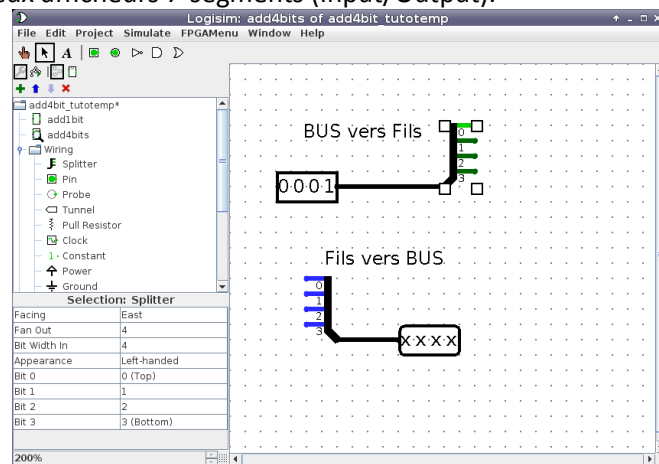 aux afficheurs 7-segments (Input/Output).
Logisim: add4bits of add4bit_tutotemp
File Edit Project Simulate FPGAMenu Window Help
A
add4bit_tutotemp*
add1bit
add4bits
Wiring
Splitter
Pin
Probe
Tunnel
Pull Resistor
Clock
1 Constant
Power
Ground
Selection: Splitter
Facing East
Fan Out 4
Bit Width In 4
Appearance Left-handed
Bit 0 0 (Top)
Bit 1 1
Bit 2 2
Bit 3 3 (Bottom)
200%
BUS vers Fils
0
1
2
3
0001
Fils vers BUS
0
1
2
3
xxxx